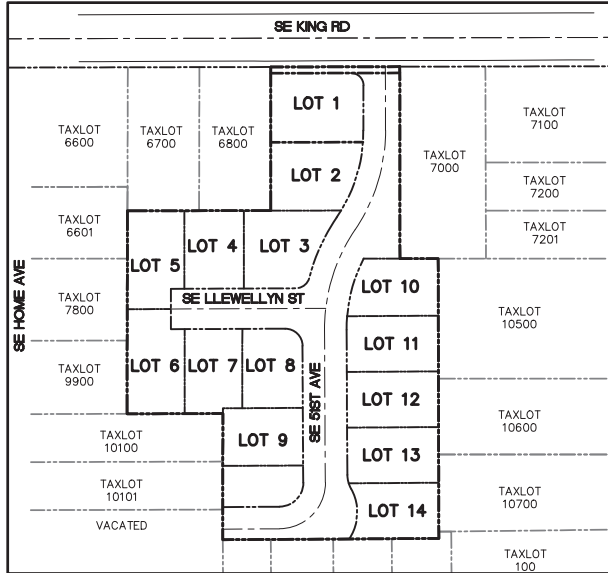 SE KING RD
LOT 1
TAXLOT
6600
TAXLOT
6700
TAXLOT
6800
TAXLOT
7000
TAXLOT
7100
LOT 2
TAXLOT
7200
TAXLOT
6601
LOT 3
LOT 4
LOT 5
TAXLOT
7201
SE HOME AVE
TAXLOT
7800
SE LLEWELLYN ST
LOT 10
TAXLOT
10500
TAXLOT
9900
LOT 6
LOT 7
LOT 8
LOT 11
SE 51ST AVE
LOT 12
TAXLOT
10100
LOT 9
LOT 13
TAXLOT
10600
TAXLOT
10101
VACATED
LOT 14
TAXLOT
10700
TAXLOT
100